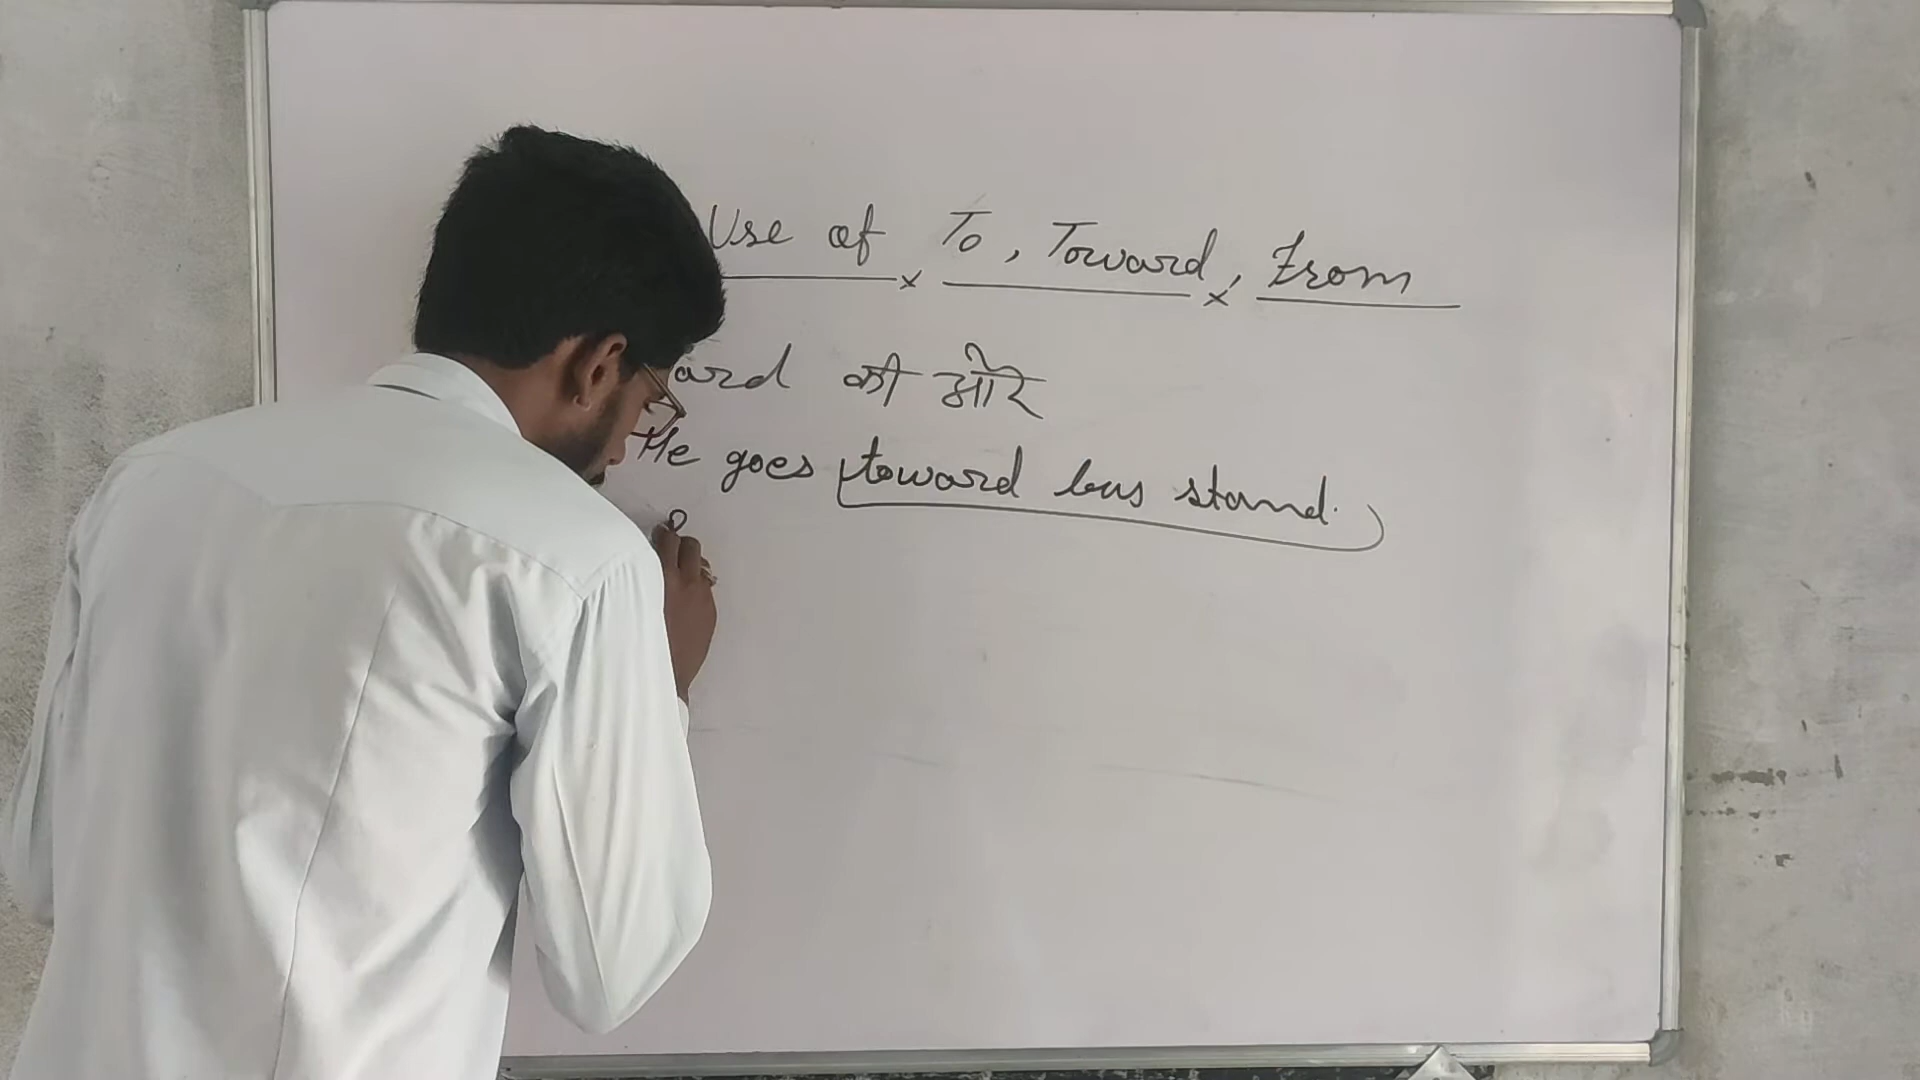 Use of To, Toward, From
ard की ओर
He goes toward bus stand.